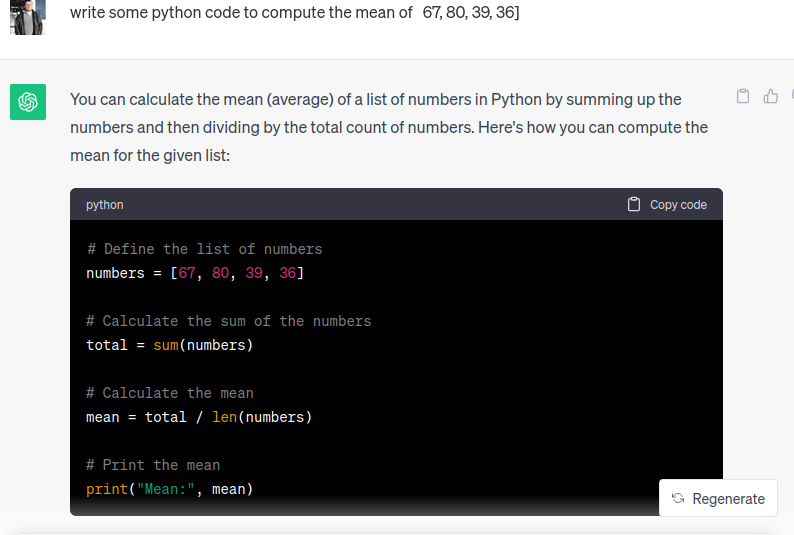 write some python code to compute the mean of  67, 80, 39, 36]
You can calculate the mean (average) of a list of numbers in Python by summing up the
numbers and then dividing by the total count of numbers. Here's how you can compute the
mean for the given list:
python
Copy code
# Define the list of numbers
numbers = [67, 80, 39, 36]
# Calculate the sum of the numbers
total = sum(numbers)
# Calculate the mean
mean = total / len(numbers)
# Print the mean
print("Mean:", mean)
Regenerate